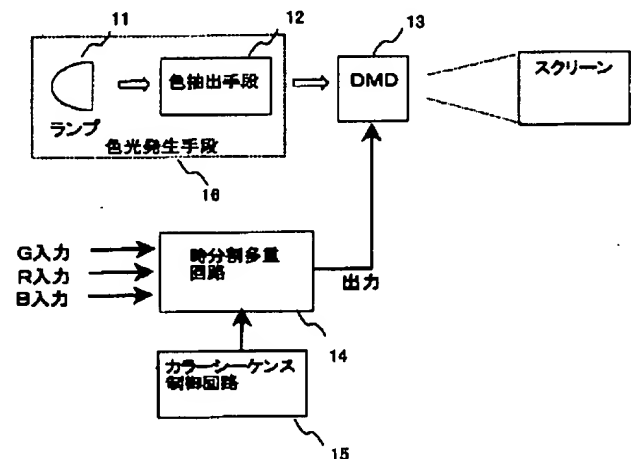 11
12
13
ランプ
色抽出手段
DMD
スクリーン
色光発生手段
16
G入力
R入力
B入力
時分割多重
回路
出力
14
カラーシーケンス
制御回路
15